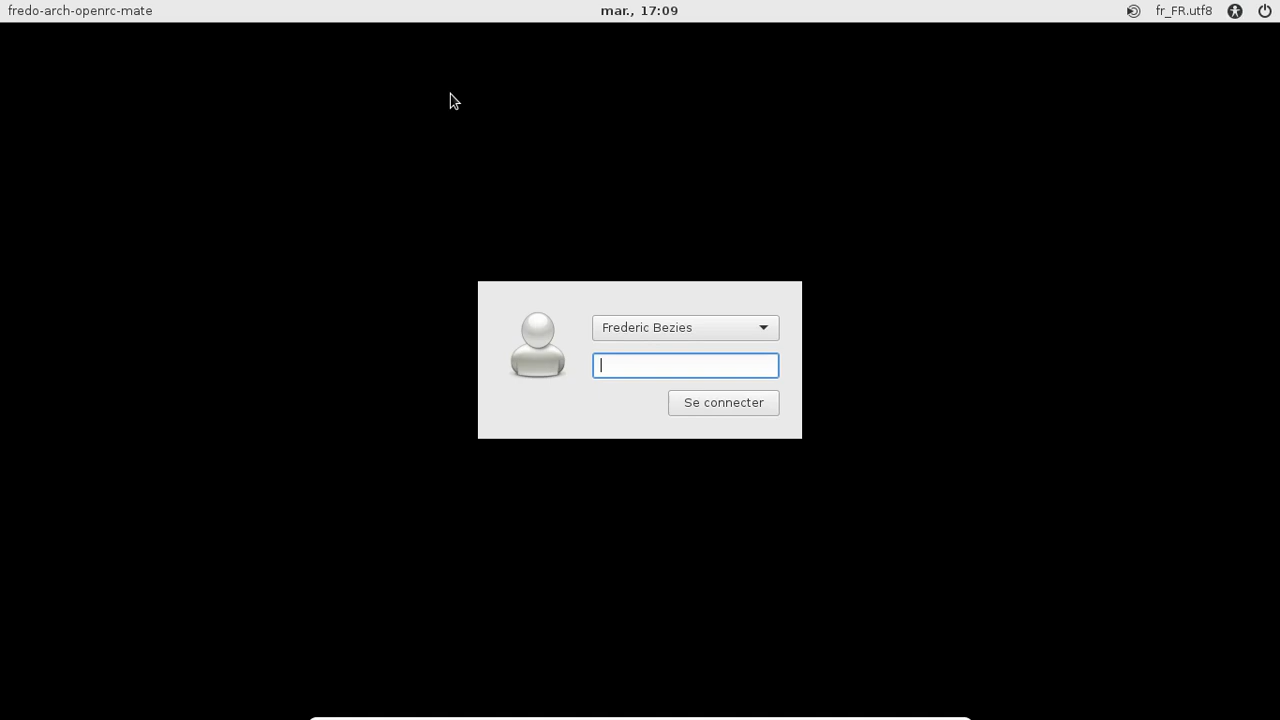 fredo-arch-openrc-mate
mar., 17:09
fr_FR.utf8
Frederic Bezies
Se connecter